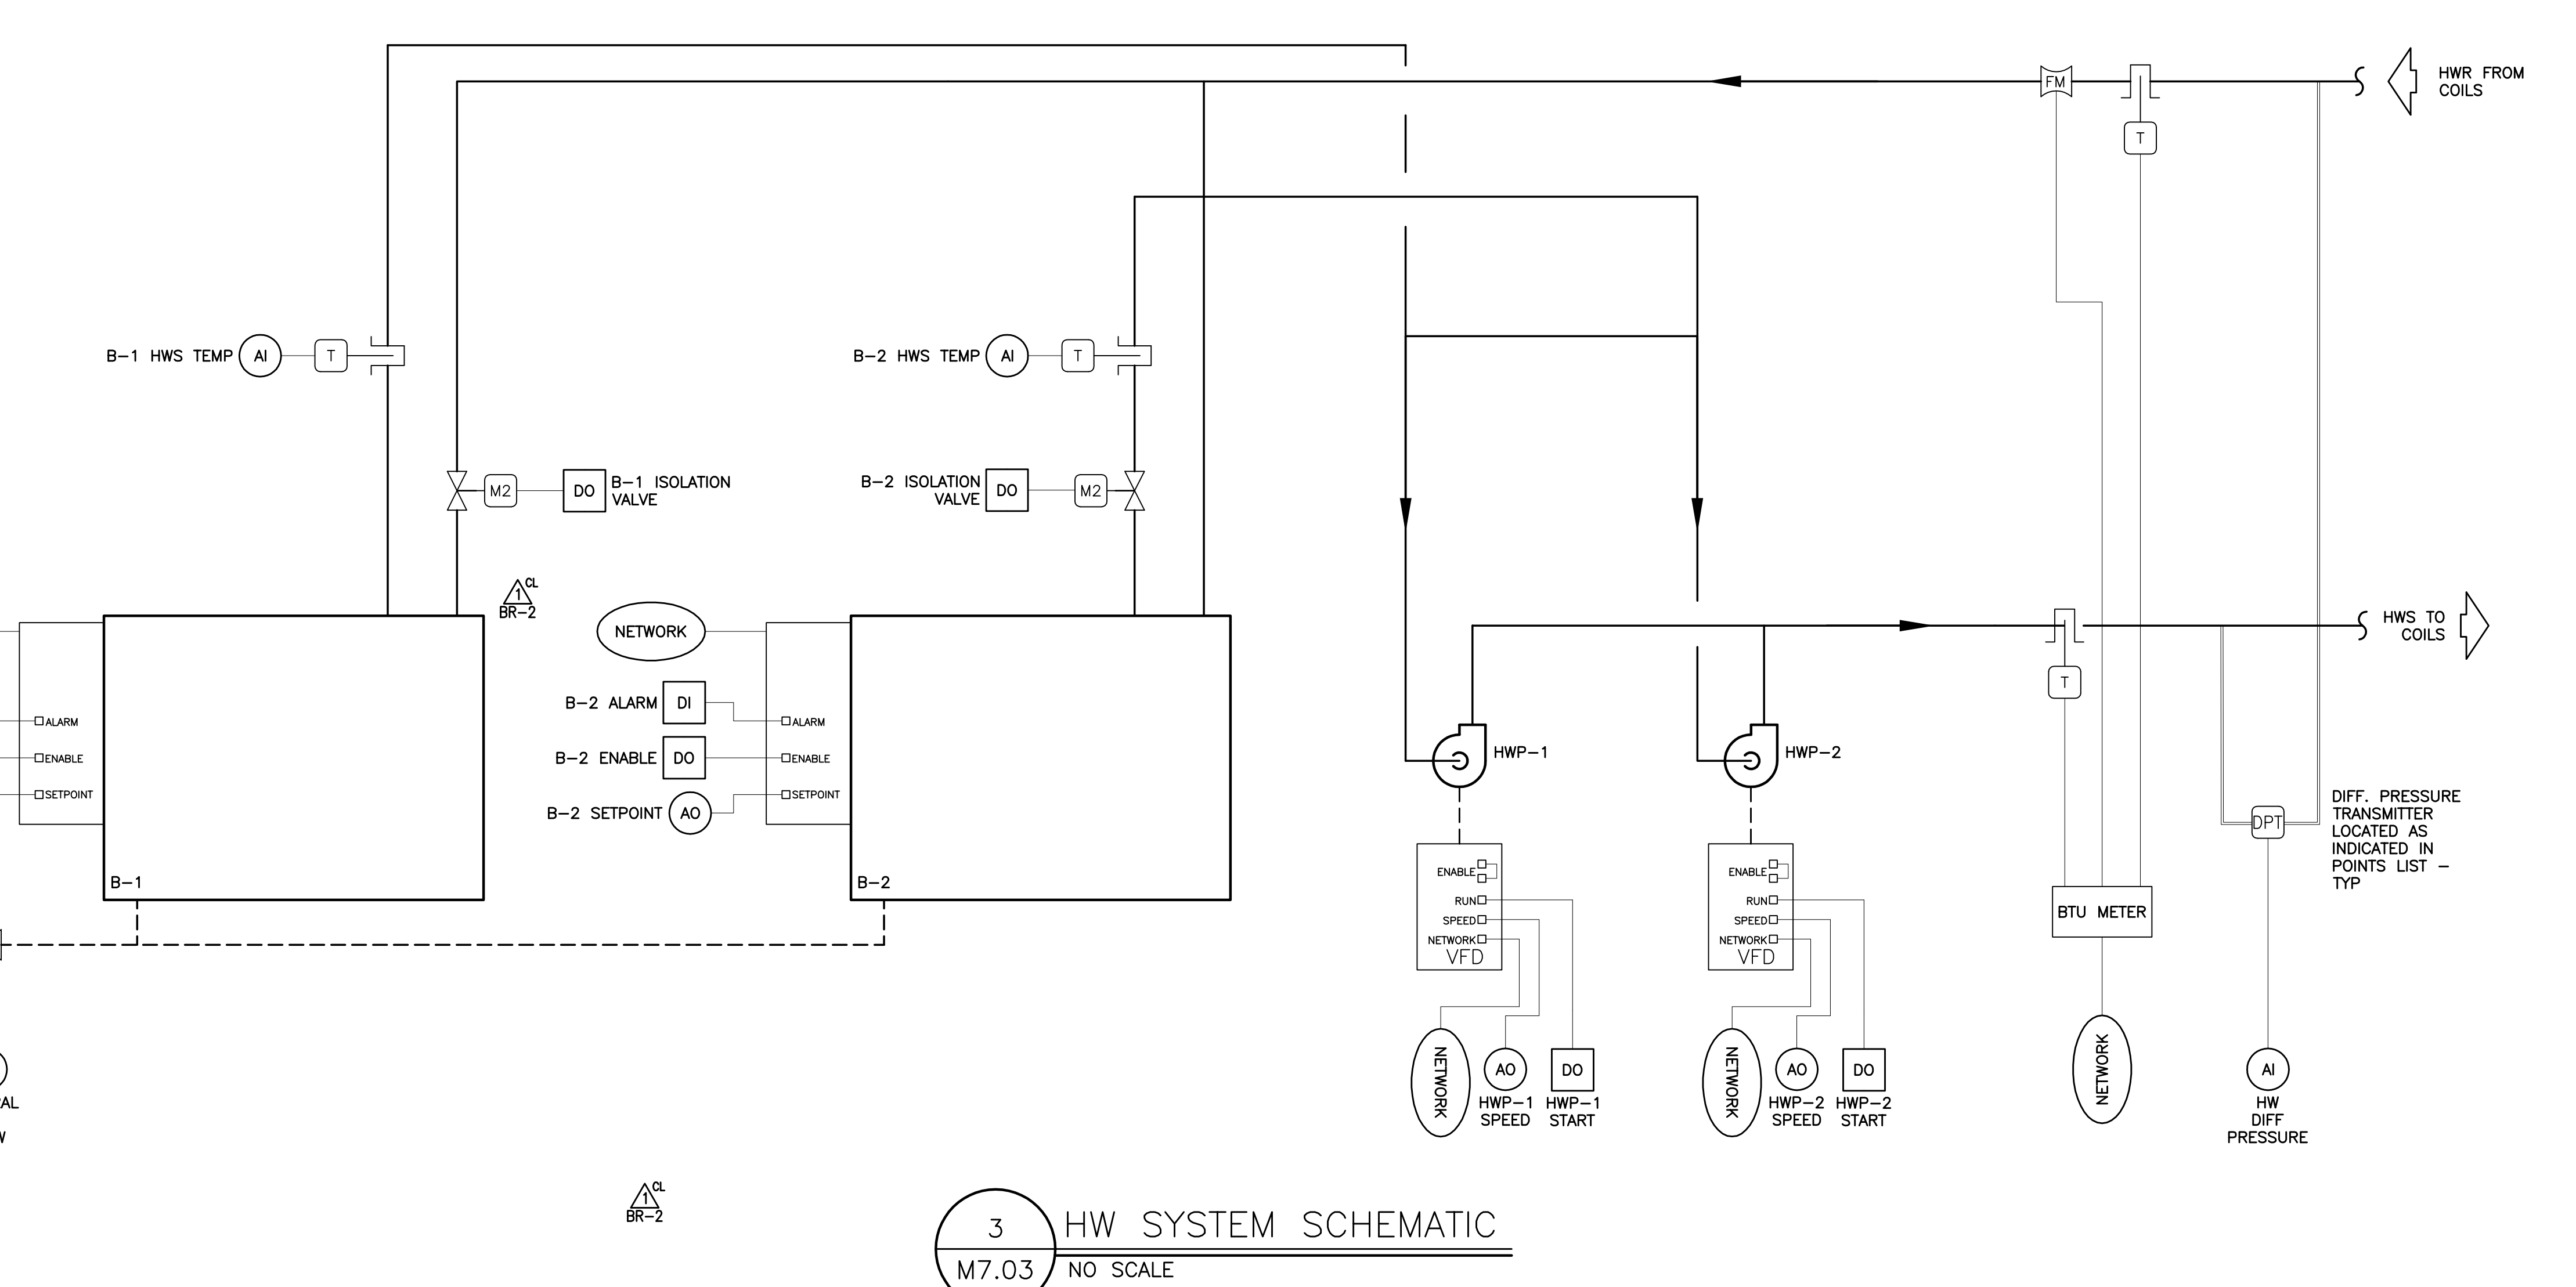 HWR FROM
COILS
FM
T
B-1 HWS TEMP
AI
T
B-2 HWS TEMP
AI
T
M2
DO
B-1 ISOLATION
VALVE
B-2 ISOLATION
VALVE
DO
M2
1
CL
BR-2
NETWORK
B-2 ALARM
DI
B-2 ENABLE
DO
B-2 SETPOINT
AO
ALARM
ENABLE
SETPOINT
B-1
ALARM
ENABLE
SETPOINT
B-2
HWS TO
COILS
T
HWP-1
HWP-2
DIFF. PRESSURE
TRANSMITTER
LOCATED AS
INDICATED IN
POINTS LIST -
TYP
DPT
ENABLE
RUN
SPEED
NETWORK
VFD
ENABLE
RUN
SPEED
NETWORK
VFD
BTU METER
NETWORK
AO
HWP-1
SPEED
DO
HWP-1
START
NETWORK
AO
HWP-2
SPEED
DO
HWP-2
START
NETWORK
AI
HW
DIFF
PRESSURE
1
CL
BR-2
3
M7.03
HW SYSTEM SCHEMATIC
NO SCALE